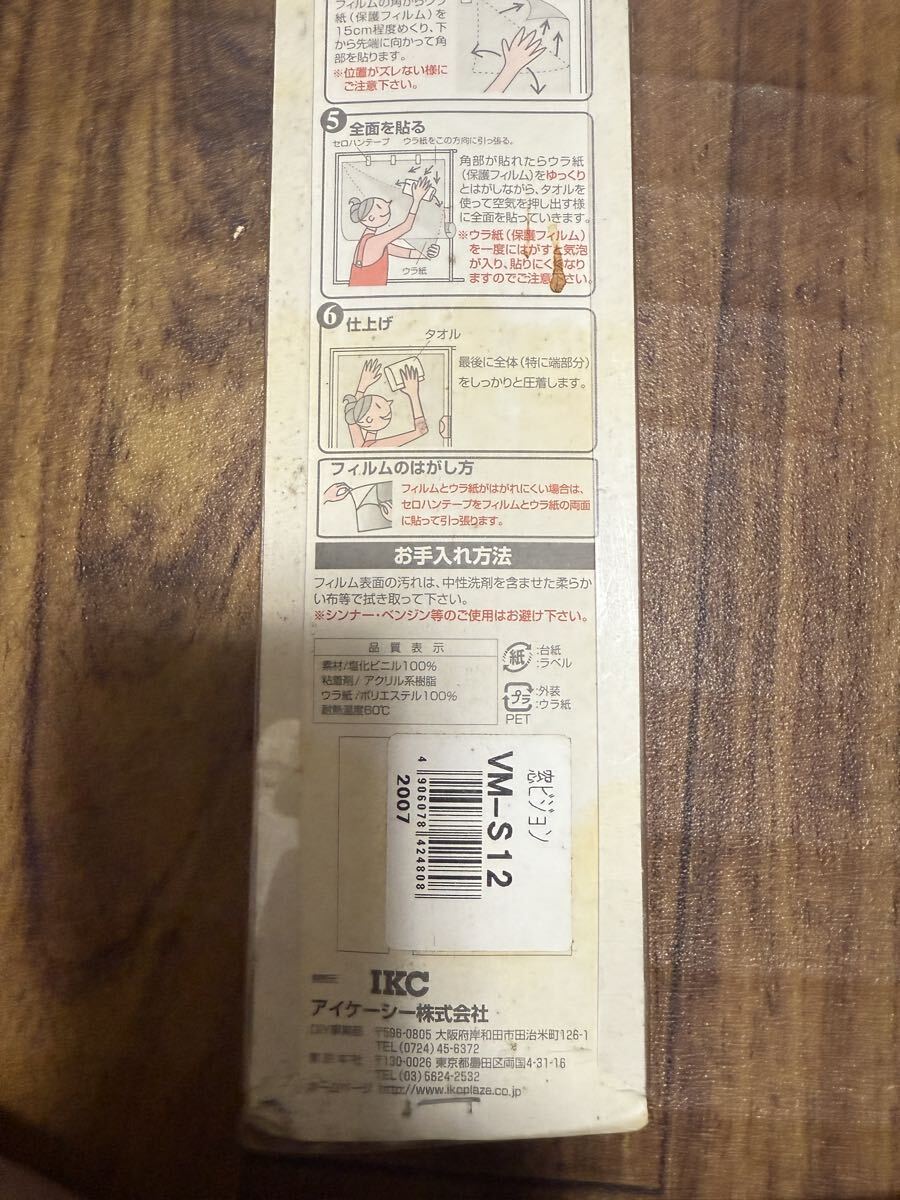 フィルムの角からウラ
紙(保護フィルム)を
15cm程度めくり、下
から先端に向かって角
部を貼ります。
※位置がズレない様に
ご注意下さい。
5 全面を貼る
セロハンテープ ウラ紙をこの方向に引っ張る。
角部が貼れたらウラ紙
(保護フィルム)をゆっくり
とはがしながら、タオルを
使って空気を押し出す様
に全面を貼っていきます。
※ウラ紙(保護フィルム)
を一度にはがすと気泡
が入り、貼りにくくなり
ますのでご注意下さい。
ウラ紙
6 仕上げ
タオル
最後に全体(特に端部分)
をしっかりと圧着します。
フィルムのはがし方
フィルムとウラ紙がはがれにくい場合は、
セロハンテープをフィルムとウラ紙の両面
に貼って引っ張ります。
お手入れ方法
フィルム表面の汚れは、中性洗剤を含ませた柔らか
い布等で拭き取って下さい。
※シンナー・ベンジン等のご使用はお避け下さい。
品質表示
素材/塩化ビニル100%
粘着剤/アクリル系樹脂
ウラ紙/ポリエステル100%
耐熱温度60℃
紙 :台紙
:ラベル
プラ :外装
:ウラ紙
PET
窓ビジョン
VM-S12
4 906078 424808
2007
IKC
アイケーシー株式会社
DIY事業部 〒596-0805 大阪府岸和田市田治米町126-1
TEL(0724)45-6372
東京本社 〒130-0026 東京都墨田区両国4-31-16
TEL(03)5624-2532
ホームページ http://www.ikcplaza.co.jp